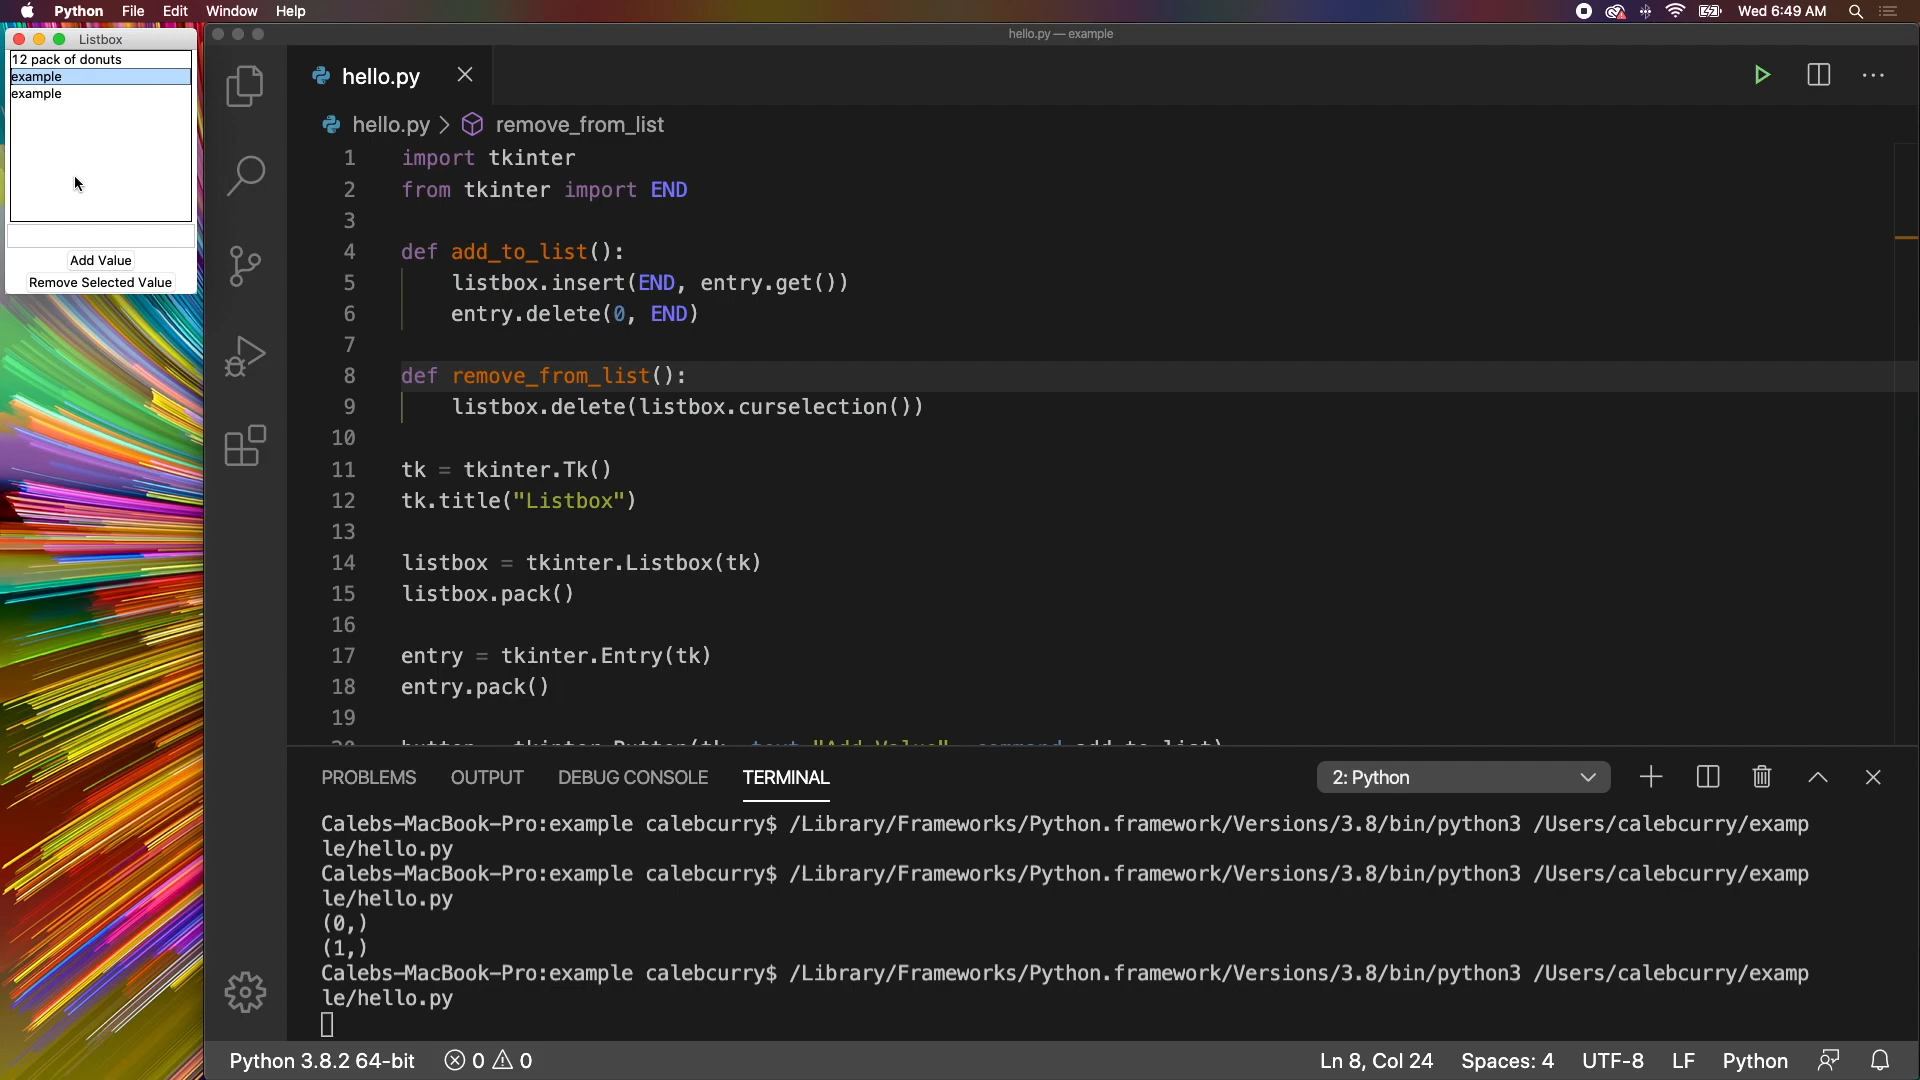 Python File Edit Window Help
Wed 6:49 AM
Listbox
12 pack of donuts
example
example
Add Value
Remove Selected Value
hello.py — example
hello.py
hello.py > remove_from_list
1 import tkinter
2 from tkinter import END
3
4 def add_to_list():
5 listbox.insert(END, entry.get())
6 entry.delete(0, END)
7
8 def remove_from_list():
9 listbox.delete(listbox.curselection())
10
11 tk = tkinter.Tk()
12 tk.title("Listbox")
13
14 listbox = tkinter.Listbox(tk)
15 listbox.pack()
16
17 entry = tkinter.Entry(tk)
18 entry.pack()
19
PROBLEMS OUTPUT DEBUG CONSOLE TERMINAL
2: Python
Calebs-MacBook-Pro:example calebcurry$ /Library/Frameworks/Python.framework/Versions/3.8/bin/python3 /Users/calebcurry/examp
le/hello.py
Calebs-MacBook-Pro:example calebcurry$ /Library/Frameworks/Python.framework/Versions/3.8/bin/python3 /Users/calebcurry/examp
le/hello.py
(0,)
(1,)
Calebs-MacBook-Pro:example calebcurry$ /Library/Frameworks/Python.framework/Versions/3.8/bin/python3 /Users/calebcurry/examp
le/hello.py
Python 3.8.2 64-bit 0 0 Ln 8, Col 24 Spaces: 4 UTF-8 LF Python